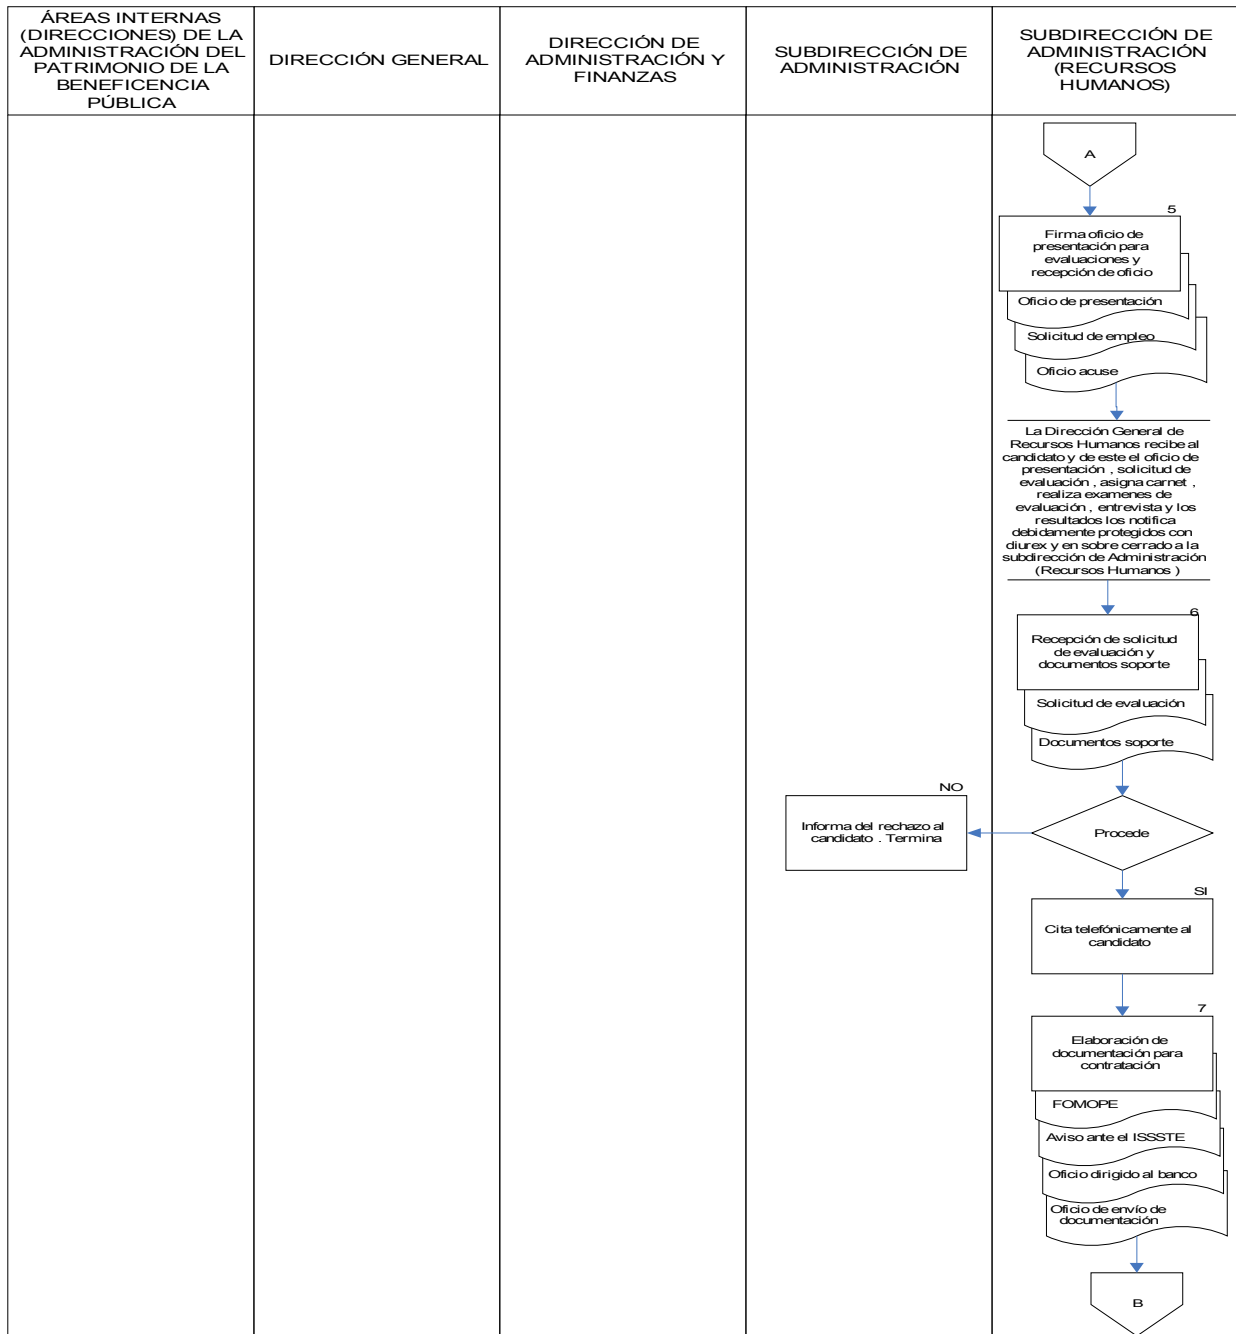 ÁREAS INTERNAS
(DIRECCIONES) DE LA
ADMINISTRACIÓN DEL
PATRIMONIO DE LA
BENEFICENCIA
PÚBLICA
DIRECCIÓN GENERAL
DIRECCIÓN DE
ADMINISTRACIÓN Y
FINANZAS
SUBDIRECCIÓN DE
ADMINISTRACIÓN
SUBDIRECCIÓN DE
ADMINISTRACIÓN
(RECURSOS
HUMANOS)
A
5
Firma oficio de
presentación para
evaluaciones y
recepción de oficio
Oficio de presentación
Solicitud de empleo
Oficio acuse
La Dirección General de
Recursos Humanos recibe al
candidato y de este el oficio de
presentación , solicitud de
evaluación , asigna carnet ,
realiza examenes de
evaluación , entrevista y los
resultados los notifica
debidamente protegidos con
diurex y en sobre cerrado a la
subdirección de Administración
(Recursos Humanos )
6
Recepción de solicitud
de evaluación y
documentos soporte
Solicitud de evaluación
Documentos soporte
NO
Informa del rechazo al
candidato . Termina
Procede
SI
Cita telefónicamente al
candidato
7
Elaboración de
documentación para
contratación
FOMOPE
Aviso ante el ISSSTE
Oficio dirigido al banco
Oficio de envío de
documentación
B